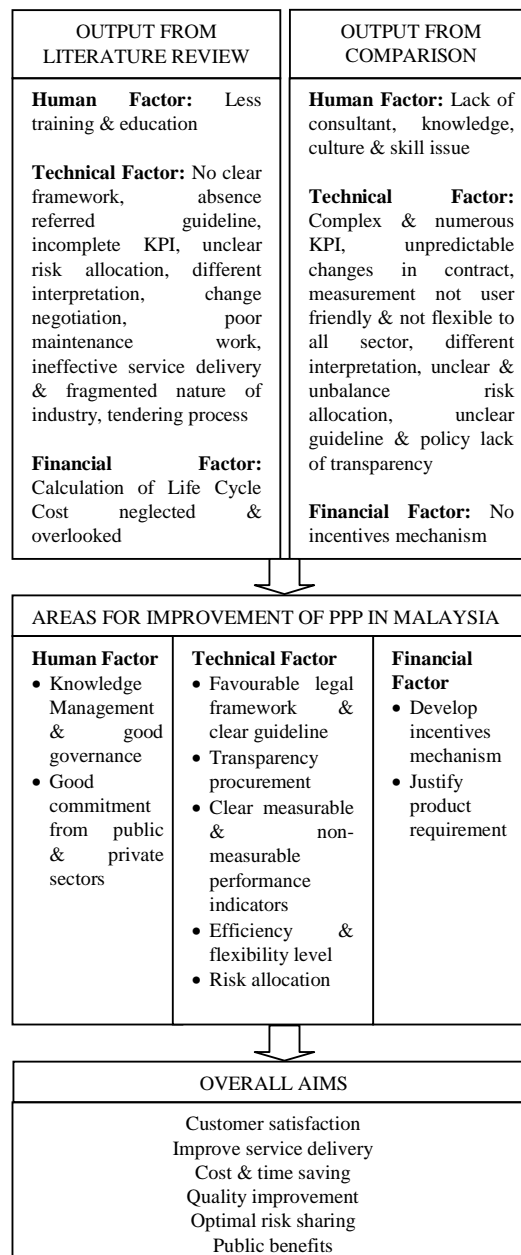 OUTPUT FROM
LITERATURE REVIEW
Human Factor: Less
training & education
Technical Factor: No clear
framework, absence
referred guideline,
incomplete KPI, unclear
risk allocation, different
interpretation, change
negotiation, poor
maintenance work,
ineffective service delivery
& fragmented nature of
industry, tendering process
Financial Factor:
Calculation of Life Cycle
Cost neglected &
overlooked
OUTPUT FROM
COMPARISON
Human Factor: Lack of
consultant, knowledge,
culture & skill issue
Technical Factor:
Complex & numerous
KPI, unpredictable
changes in contract,
measurement not user
friendly & not flexible to
all sector, different
interpretation, unclear &
unbalance risk
allocation, unclear
guideline & policy lack
of transparency
Financial Factor: No
incentives mechanism
AREAS FOR IMPROVEMENT OF PPP IN MALAYSIA
Human Factor
• Knowledge
Management
& good
governance
• Good
commitment
from public
& private
sectors
Technical Factor
• Favourable legal
framework &
clear guideline
• Transparency
procurement
• Clear measurable
& non-
measurable
performance
indicators
• Efficiency &
flexibility level
• Risk allocation
Financial
Factor
• Develop
incentives
mechanism
• Justify
product
requirement
OVERALL AIMS
Customer satisfaction
Improve service delivery
Cost & time saving
Quality improvement
Optimal risk sharing
Public benefits